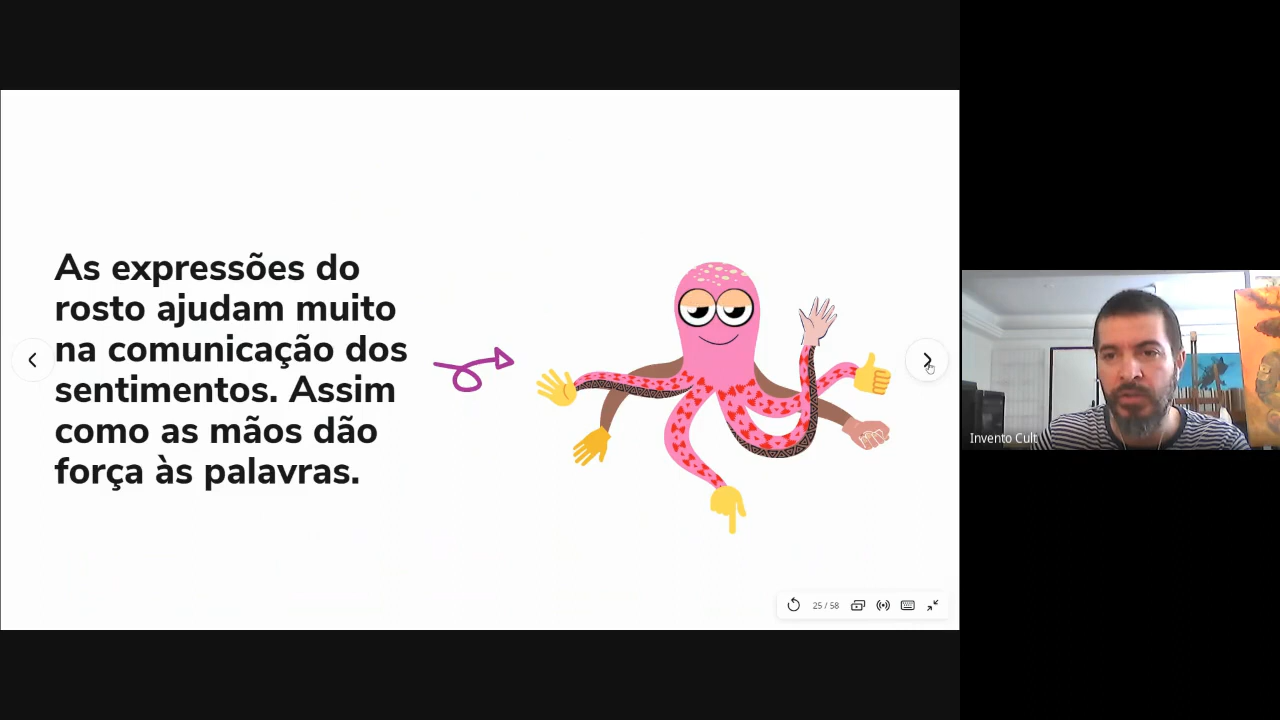 As expressões do
rosto ajudam muito
na comunicação dos
sentimentos. Assim
como as mãos dão
força às palavras.
25 / 58
Invento Cult